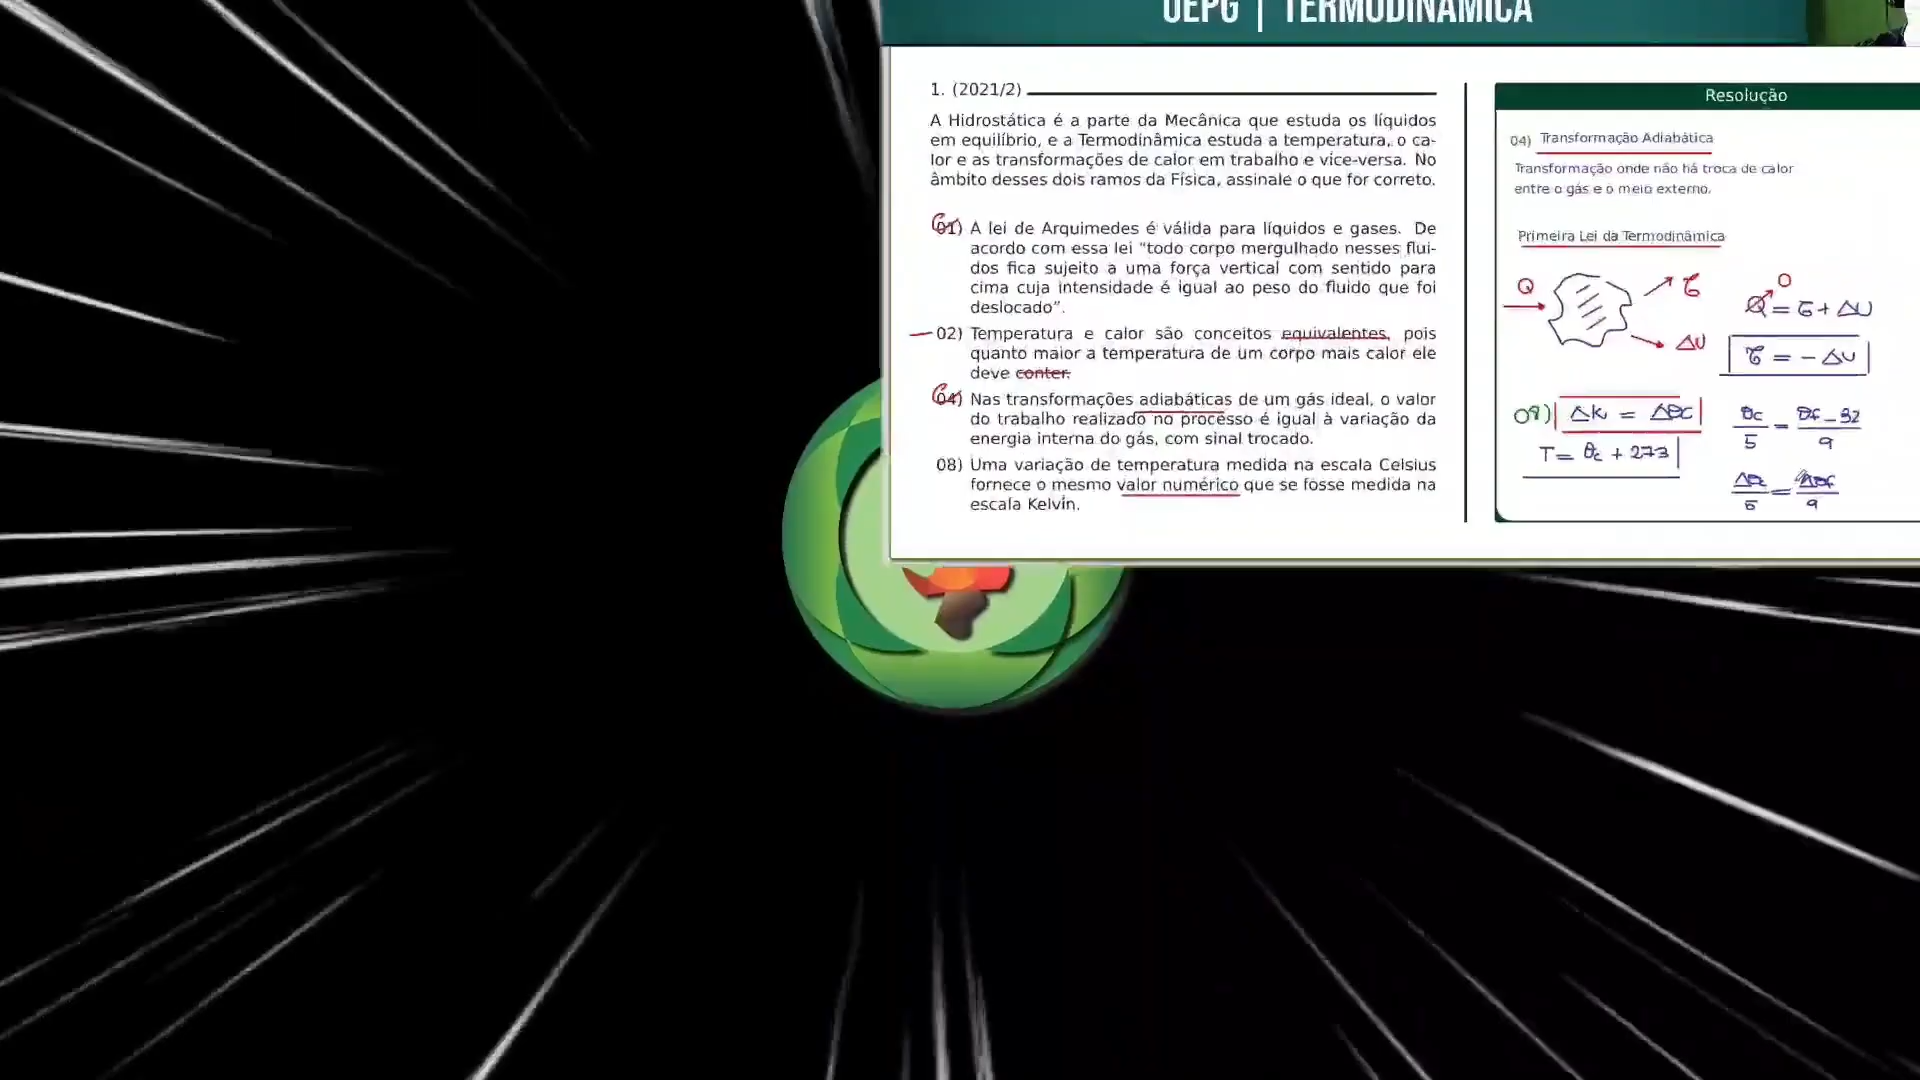 UEPG | TERMODINÂMICA
1. (2021/2)
A Hidrostática é a parte da Mecânica que estuda os líquidos
em equilíbrio, e a Termodinâmica estuda a temperatura, o ca-
lor e as transformações de calor em trabalho e vice-versa. No
âmbito desses dois ramos da Física, assinale o que for correto.
01) A lei de Arquimedes é válida para líquidos e gases. De
acordo com essa lei “todo corpo mergulhado nesses flui-
dos fica sujeito a uma força vertical com sentido para
cima cuja intensidade é igual ao peso do fluido que foi
deslocado”.
02) Temperatura e calor são conceitos equivalentes, pois
quanto maior a temperatura de um corpo mais calor ele
deve conter.
04) Nas transformações adiabáticas de um gás ideal, o valor
do trabalho realizado no processo é igual à variação da
energia interna do gás, com sinal trocado.
08) Uma variação de temperatura medida na escala Celsius
fornece o mesmo valor numérico que se fosse medida na
escala Kelvin.
Resolução
04) Transformação Adiabática
Transformação onde não há troca de calor
entre o gás e o meio externo.
Primeira Lei da Termodinâmica
Q
τ
ΔU
0
Q = τ + ΔU
τ = - ΔU
08) ΔK = Δθc
T = θc + 273
θc/5 = θf - 32/9
Δθc/5 = Δθf/9